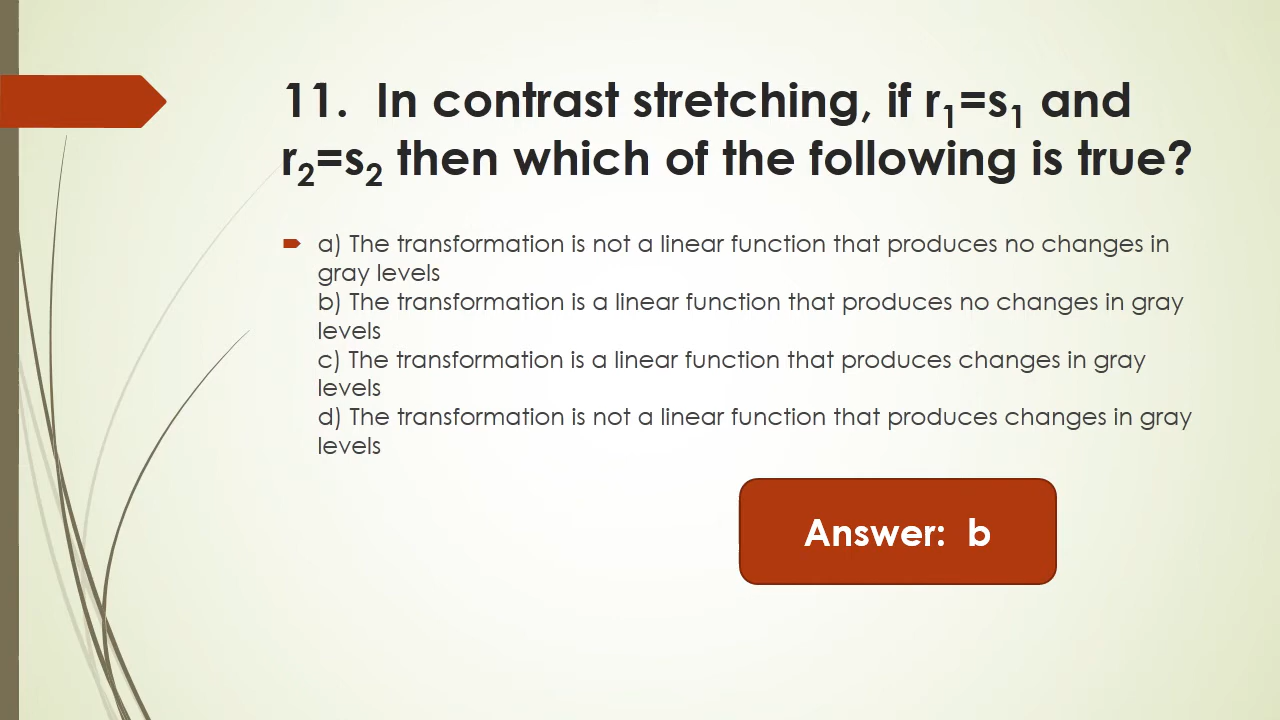 11.  In contrast stretching, if r₁=s₁ and
r₂=s₂ then which of the following is true?
a) The transformation is not a linear function that produces no changes in
gray levels
b) The transformation is a linear function that produces no changes in gray
levels
c) The transformation is a linear function that produces changes in gray
levels
d) The transformation is not a linear function that produces changes in gray
levels
Answer:  b